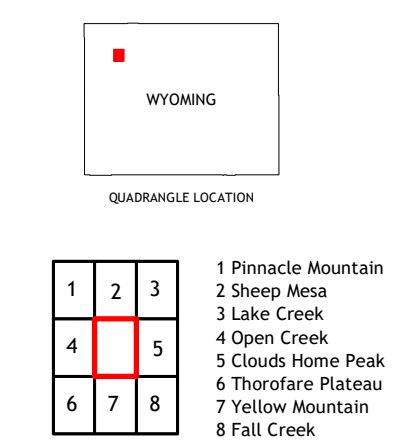 WYOMING
QUADRANGLE LOCATION
1 2 3
4 5
6 7 8
1 Pinnacle Mountain
2 Sheep Mesa
3 Lake Creek
4 Open Creek
5 Clouds Home Peak
6 Thorofare Plateau
7 Yellow Mountain
8 Fall Creek